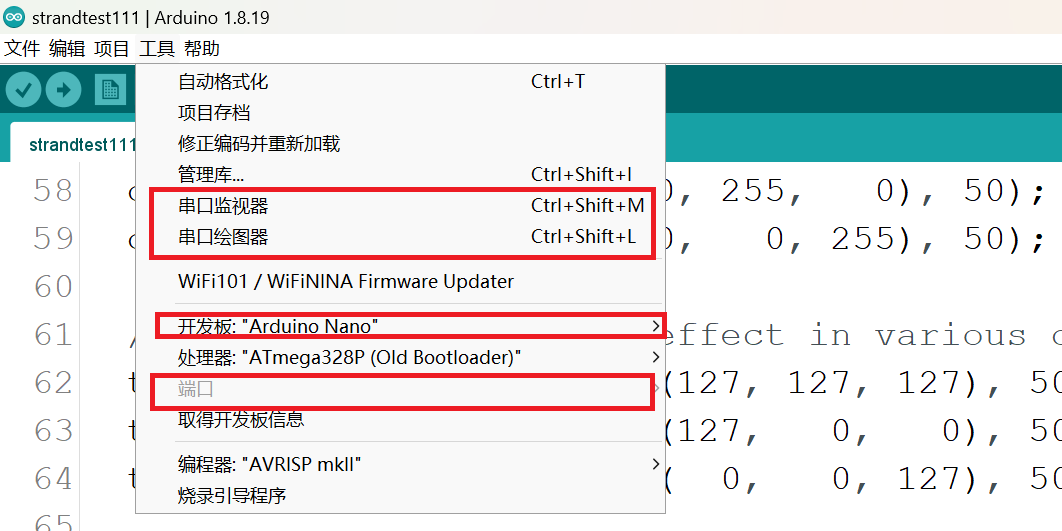 strandtest111 | Arduino 1.8.19
文件 编辑 项目 工具 帮助
自动格式化 Ctrl+T
项目存档
修正编码并重新加载
strandtest111
管理库... Ctrl+Shift+I
58 0, 255, 0), 50);
串口监视器 Ctrl+Shift+M
串口绘图器 Ctrl+Shift+L
59 0, 0, 255), 50);
60
WiFi101 / WiFiNINA Firmware Updater
开发板: "Arduino Nano"
61 effect in various
处理器: "ATmega328P (Old Bootloader)"
62 t (127, 127, 127), 50
端口
取得开发板信息
63 t (127, 0, 0), 50
编程器: "AVRISP mkII"
64 t ( 0, 0, 127), 50
烧录引导程序
65